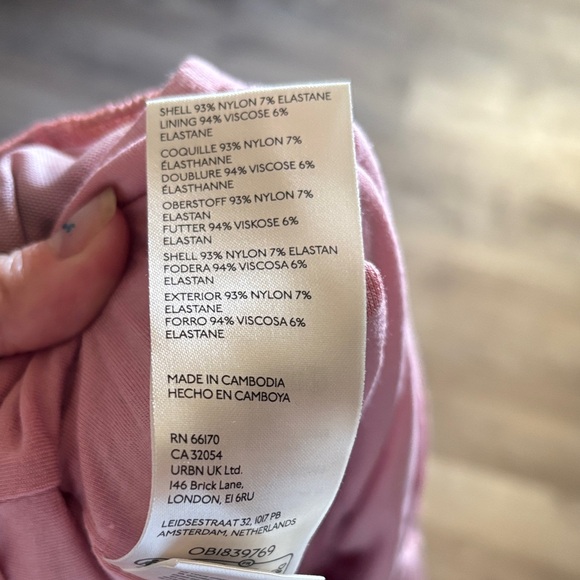 SHELL 93% NYLON 7% ELASTANE
LINING 94% VISCOSE 6%
ELASTANE
COQUILLE 93% NYLON 7%
ÉLASTHANNE
DOUBLURE 94% VISCOSE 6%
ÉLASTHANNE
OBERSTOFF 93% NYLON 7%
ELASTAN
FUTTER 94% VISKOSE 6%
ELASTAN
SHELL 93% NYLON 7% ELASTAN
FODERA 94% VISCOSA 6%
ELASTAN
EXTERIOR 93% NYLON 7%
ELASTANE
FORRO 94% VISCOSA 6%
ELASTANE
MADE IN CAMBODIA
HECHO EN CAMBOYA
RN 66170
CA 32054
URBN UK Ltd.
146 Brick Lane,
LONDON, E1 6RU
LEIDSESTRAAT 32, 1017 PB
AMSTERDAM, NETHERLANDS
OB1839769